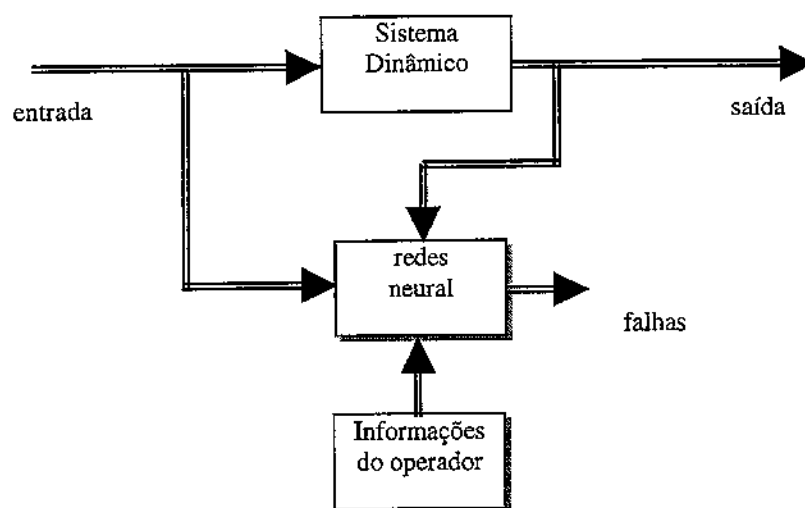 Sistema
Dinâmico
entrada
saída
redes
neural
falhas
Informações
do operador